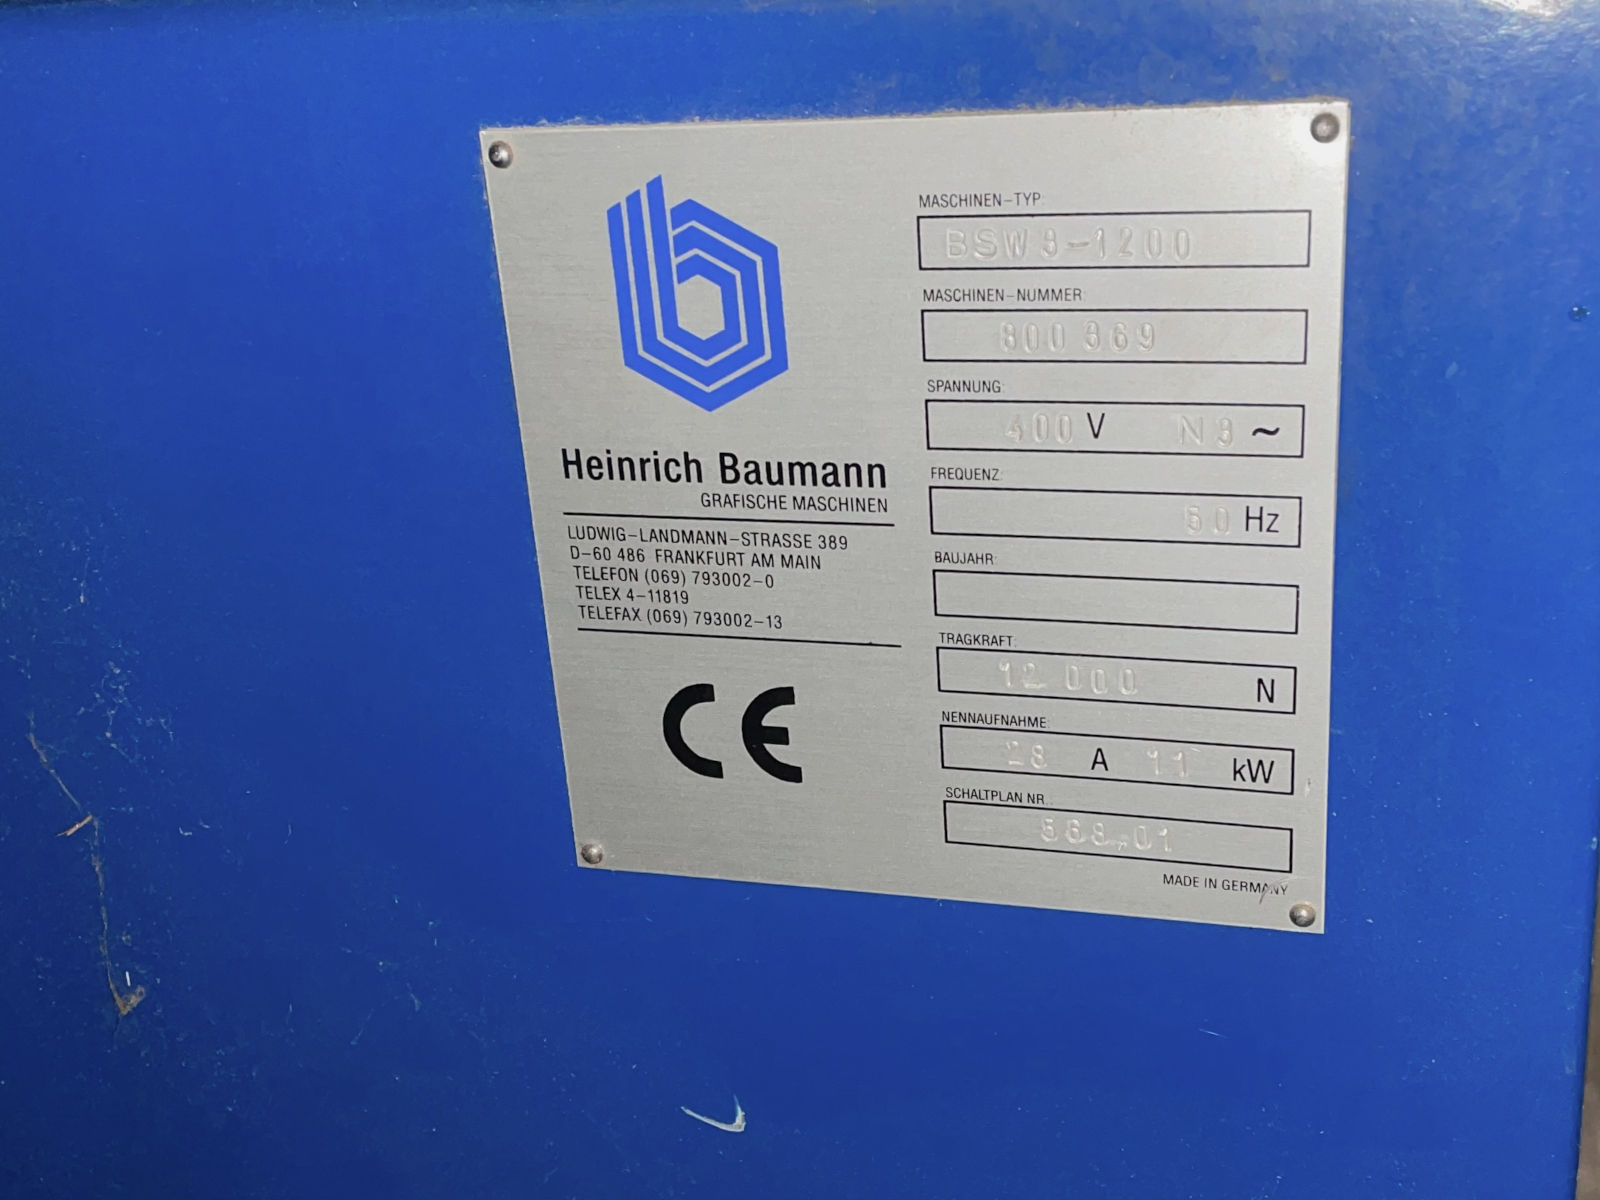 MASCHINEN-TYP:
BSW 3-1200
MASCHINEN-NUMMER:
800 369
SPANNUNG:
400 V N 3 ~
FREQUENZ:
50 Hz
BAUJAHR:
TRAGKRAFT:
12 000 N
NENNAUFNAHME:
28 A 11 kW
SCHALTPLAN NR.:
MADE IN GERMANY
Heinrich Baumann
GRAFISCHE MASCHINEN
LUDWIG-LANDMANN-STRASSE 389
D-60 486 FRANKFURT AM MAIN
TELEFON (069) 793002-0
TELEX 4-11819
TELEFAX (069) 793002-13
CE